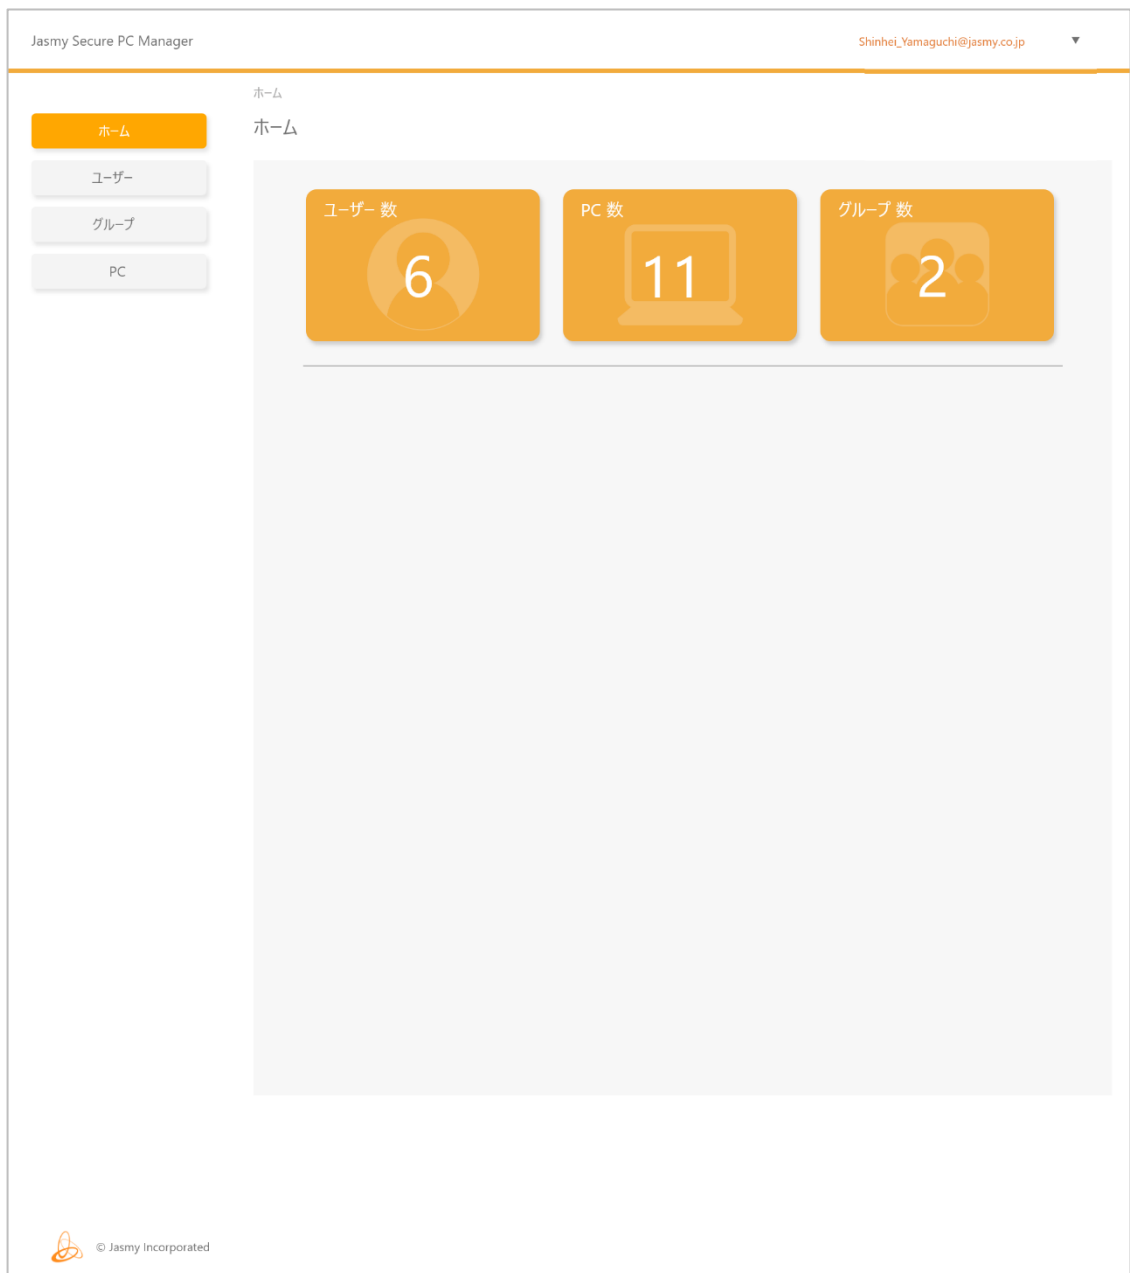 Jasmy Secure PC Manager
Shinhei_Yamaguchi@jasmy.co.jp ▼
ホーム
ホーム
ホーム
ユーザー
グループ
PC
ユーザー 数
6
PC 数
11
グループ 数
2
© Jasmy Incorporated